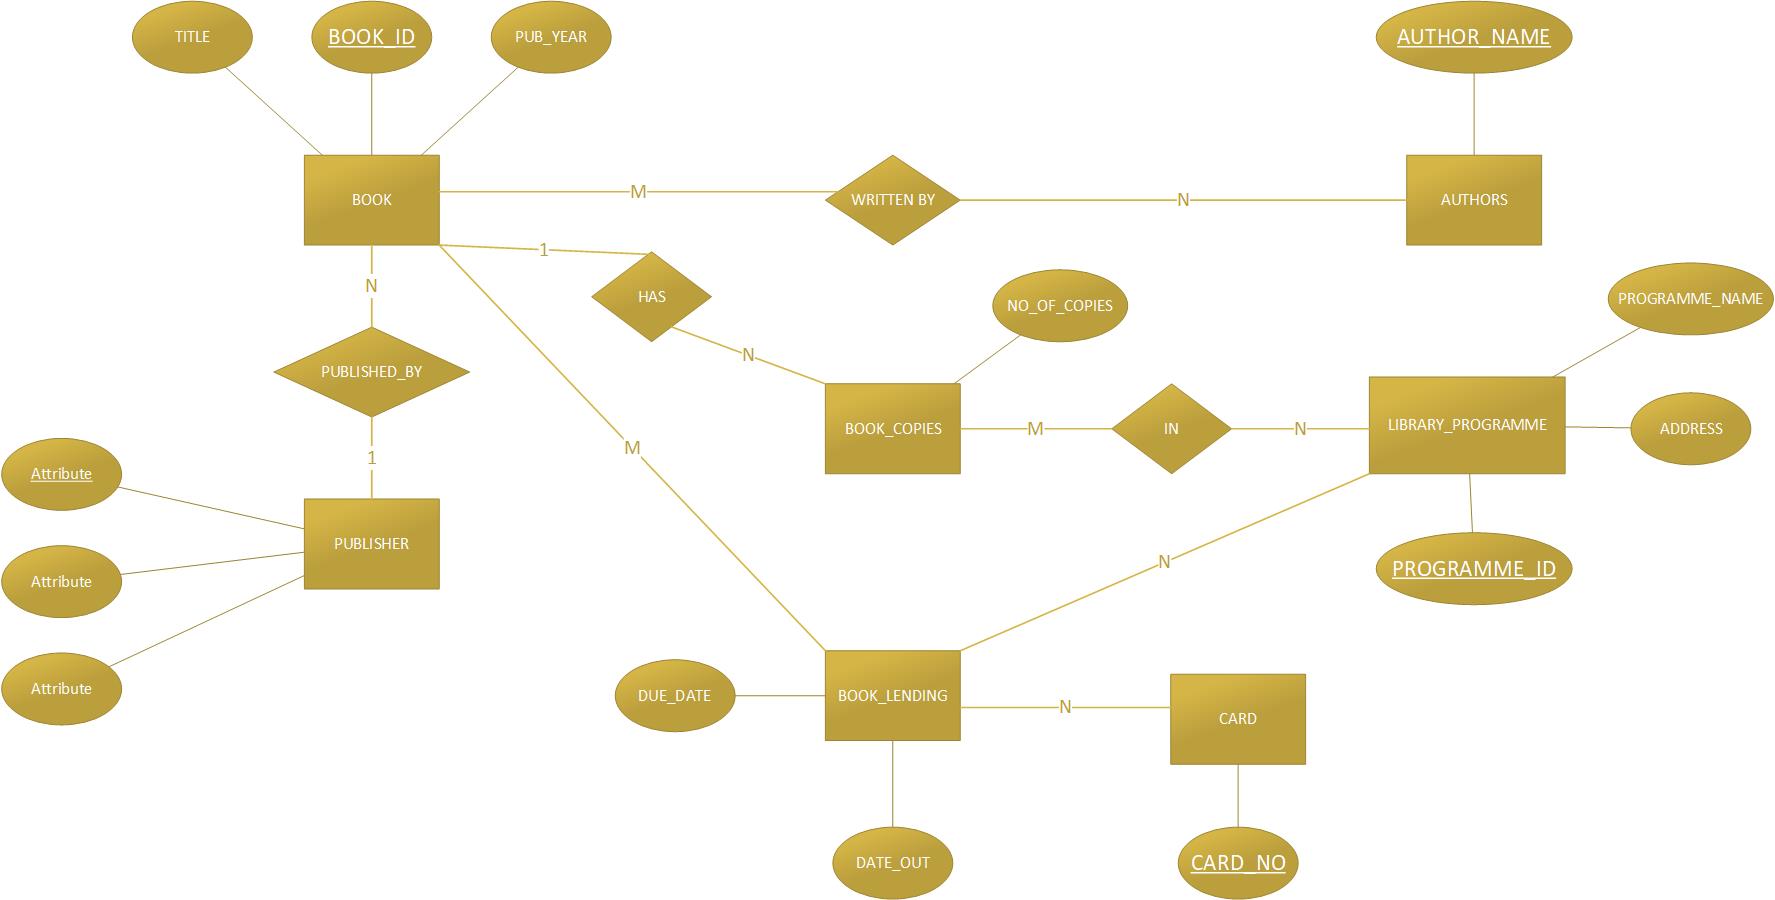 TITLE
BOOK_ID
PUB_YEAR
AUTHOR_NAME
BOOK
M
WRITTEN BY
N
AUTHORS
1
N
HAS
NO_OF_COPIES
PROGRAMME_NAME
N
PUBLISHED_BY
BOOK_COPIES
M
IN
N
LIBRARY_PROGRAMME
ADDRESS
M
1
Attribute
PUBLISHER
N
PROGRAMME_ID
Attribute
Attribute
DUE_DATE
BOOK_LENDING
N
CARD
DATE_OUT
CARD_NO